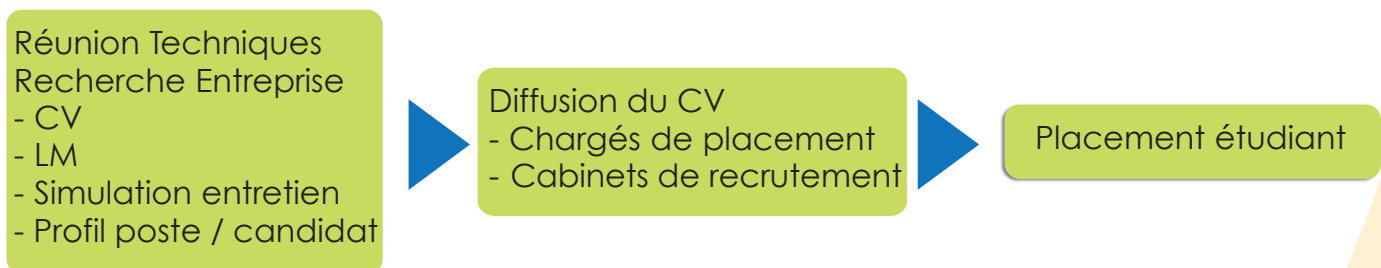 Réunion Techniques
Recherche Entreprise
- CV
- LM
- Simulation entretien
- Profil poste / candidat
Diffusion du CV
- Chargés de placement
- Cabinets de recrutement
Placement étudiant